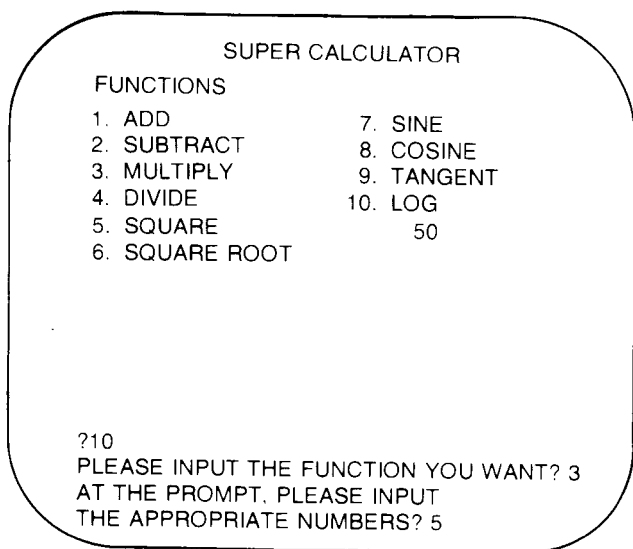 SUPER CALCULATOR
FUNCTIONS
1. ADD
2. SUBTRACT
3. MULTIPLY
4. DIVIDE
5. SQUARE
6. SQUARE ROOT
7. SINE
8. COSINE
9. TANGENT
10. LOG
50
?10
PLEASE INPUT THE FUNCTION YOU WANT? 3
AT THE PROMPT, PLEASE INPUT
THE APPROPRIATE NUMBERS? 5